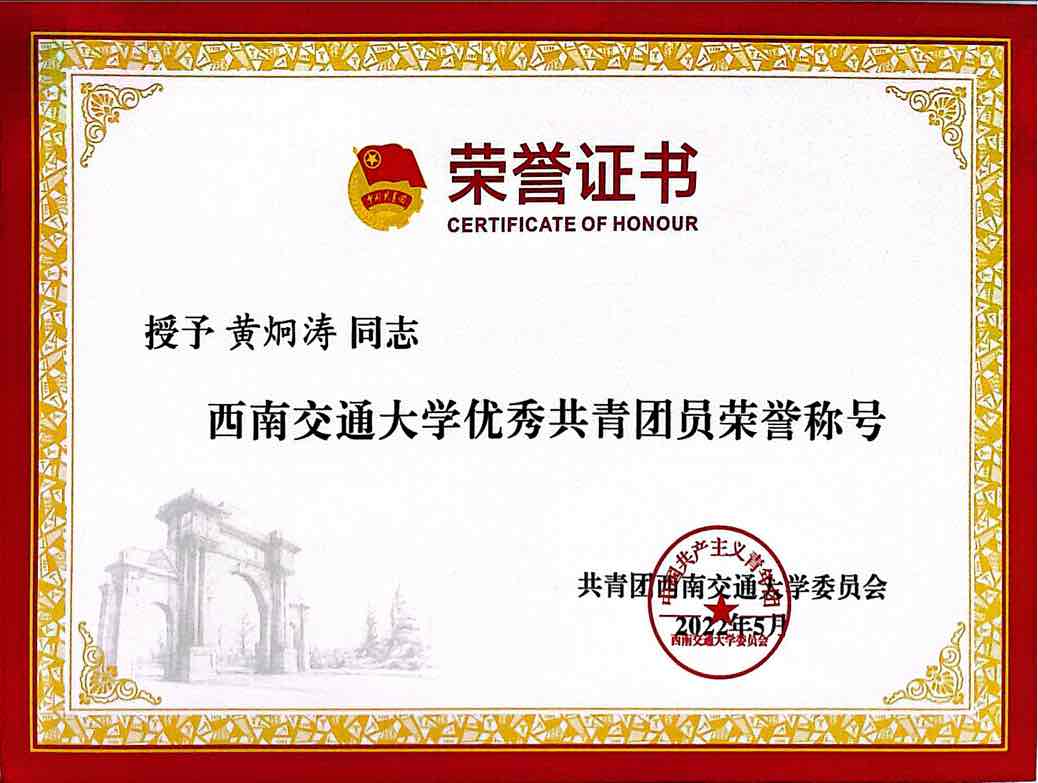 中国共青团
荣誉证书
CERTIFICATE OF HONOUR
授予 黄炯涛 同志
西南交通大学优秀共青团员荣誉称号
共青团西南交通大学委员会
2022年5月
中国共产主义青年团
西南交通大学委员会